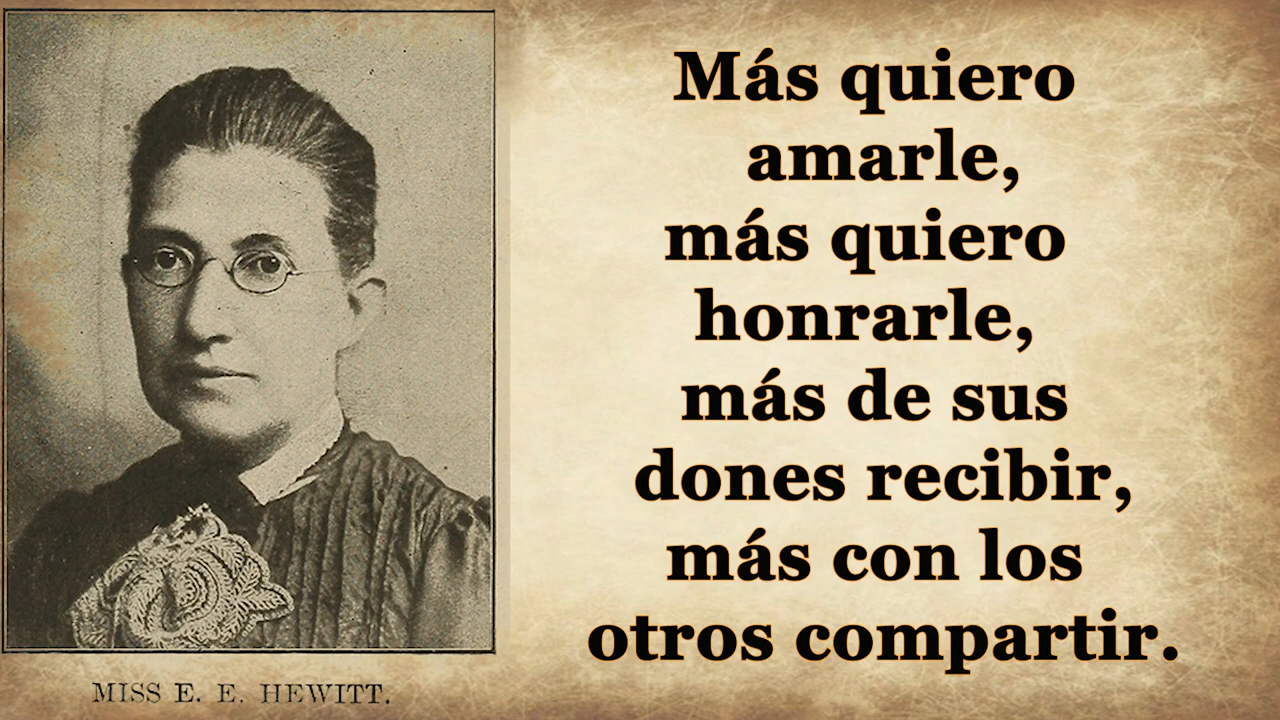 Más quiero
amarle,
más quiero
honrarle,
más de sus
dones recibir,
más con los
otros compartir.
MISS E. E. HEWITT.